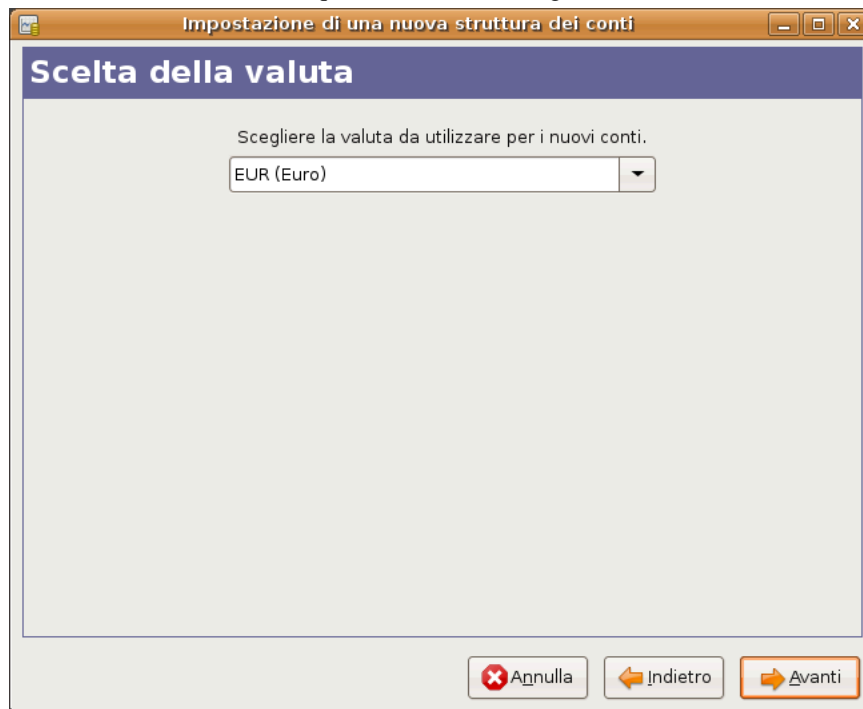 Impostazione di una nuova struttura dei conti
Scelta della valuta
Scegliere la valuta da utilizzare per i nuovi conti.
EUR (Euro)
Annulla
Indietro
Avanti